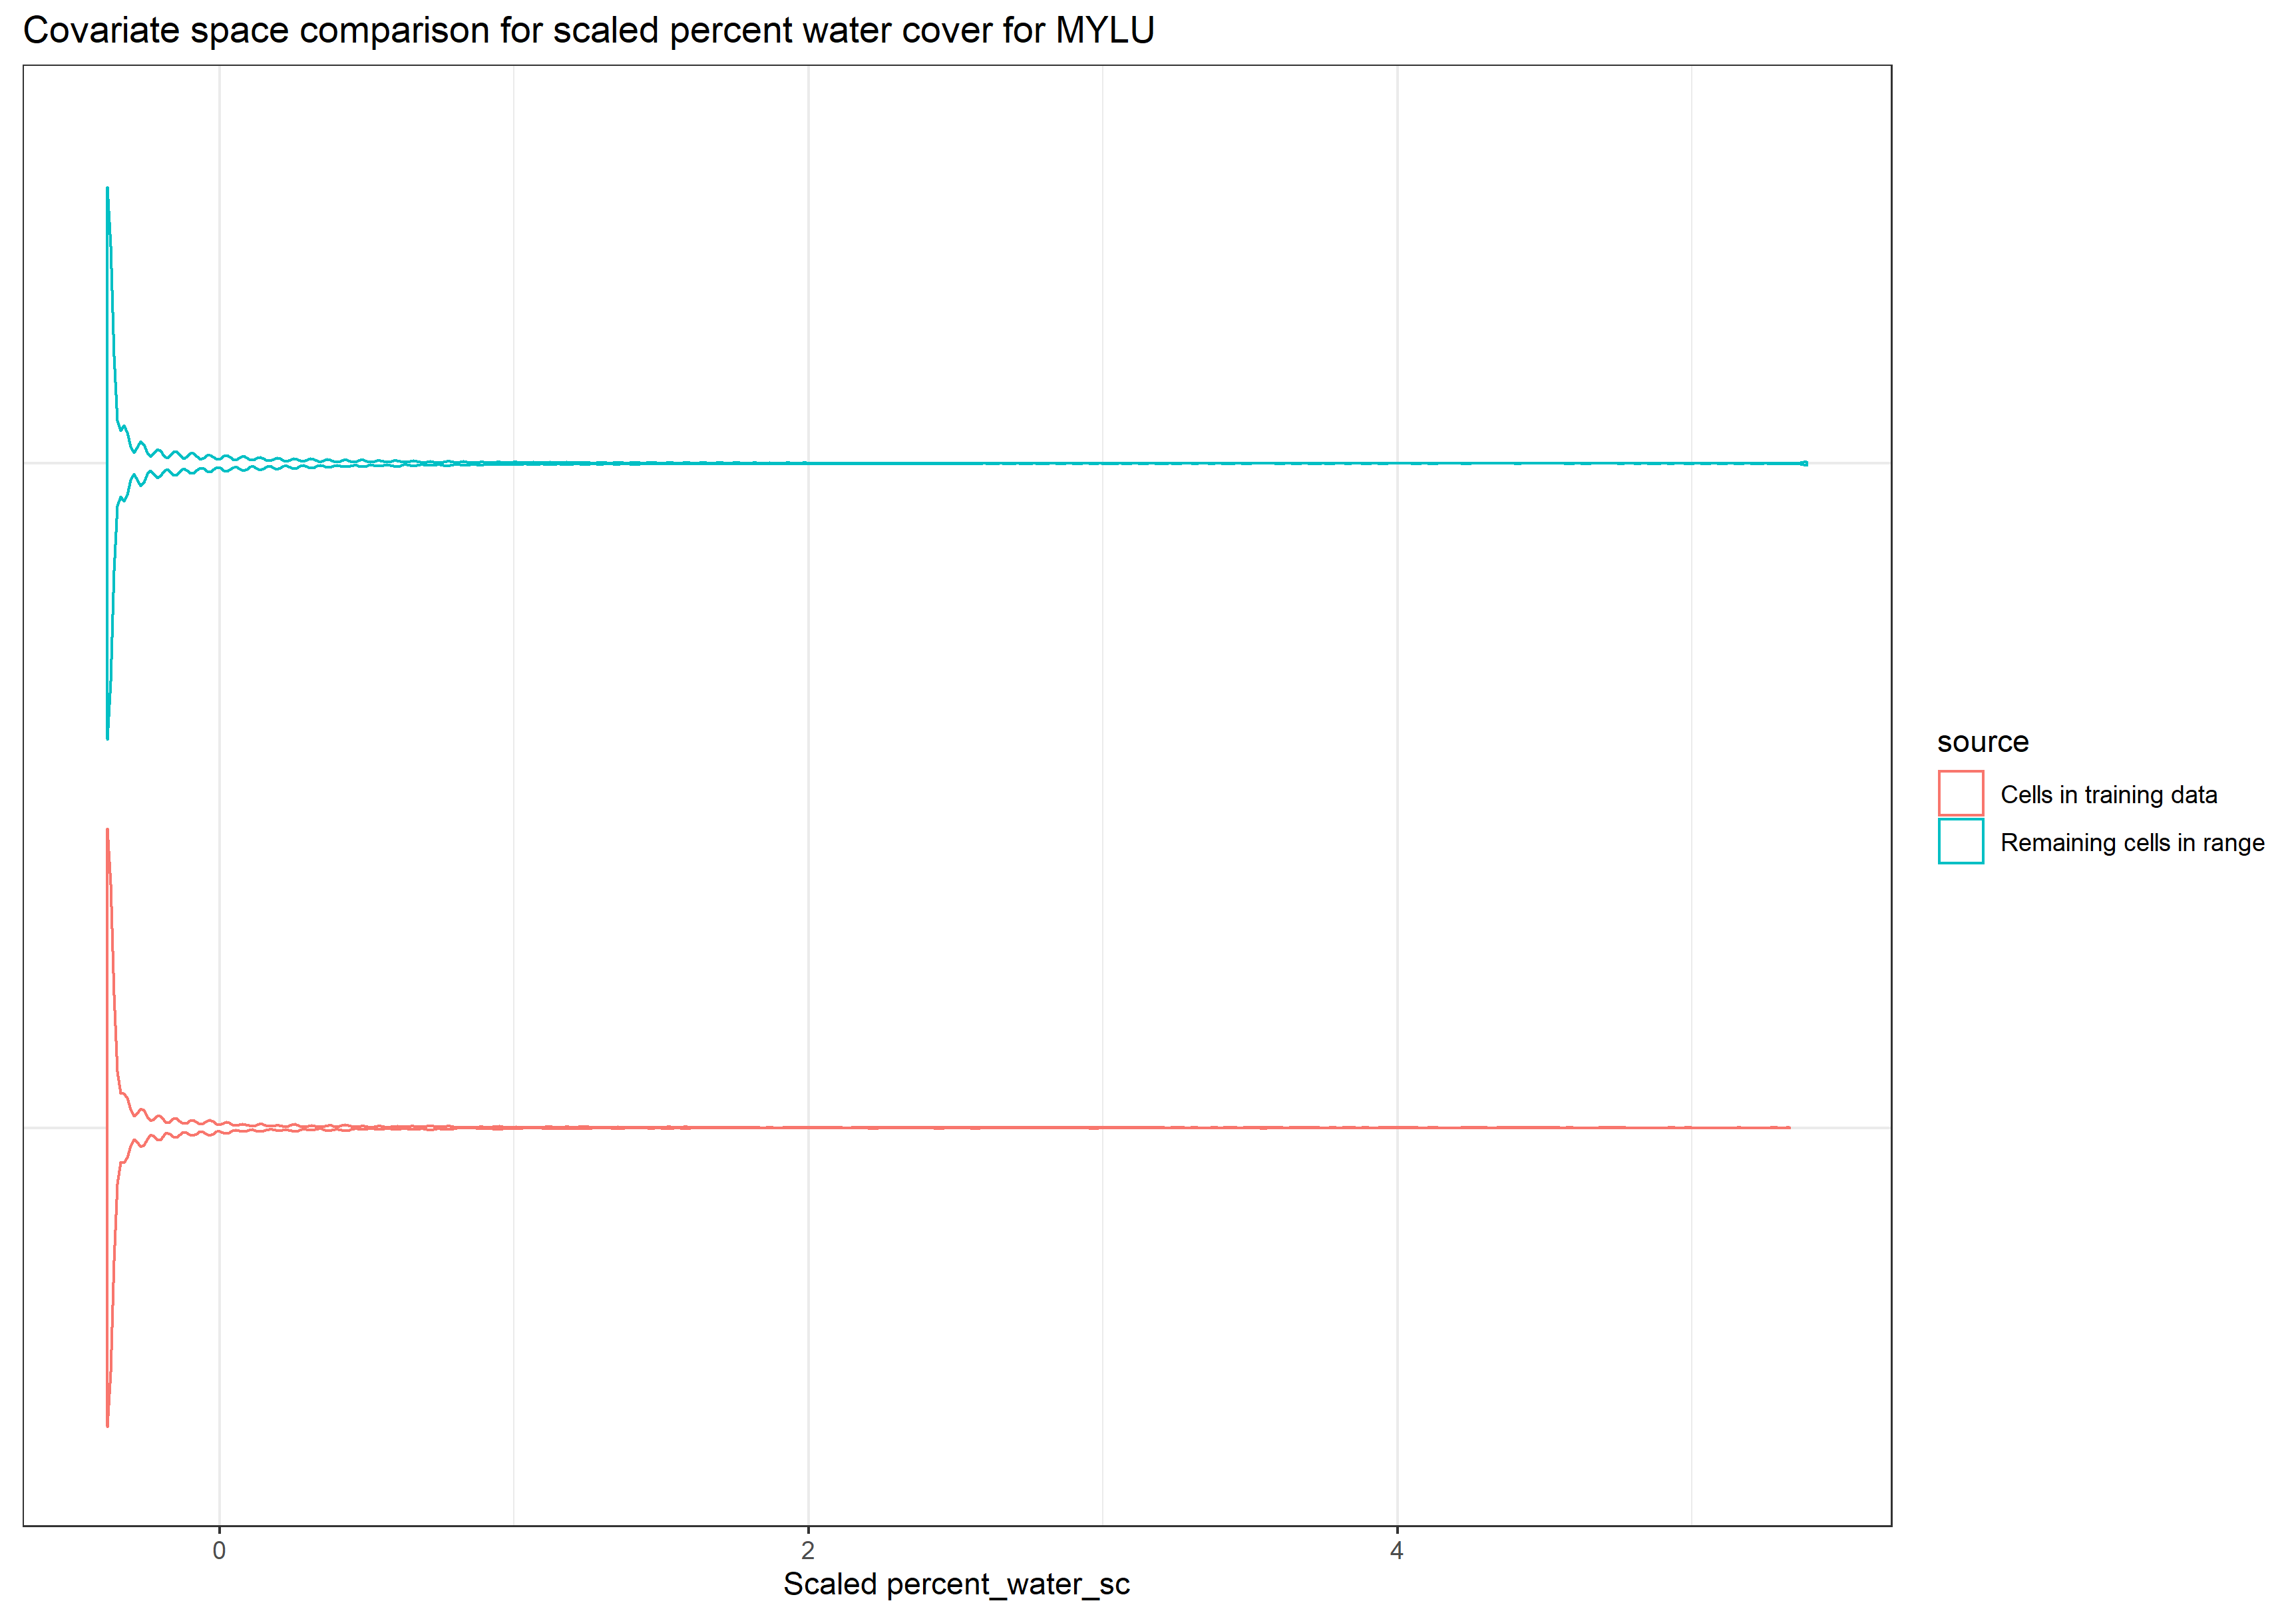 Covariate space comparison for scaled percent water cover for MYLU
source
Cells in training data
Remaining cells in range
0 2 4
Scaled percent_water_sc